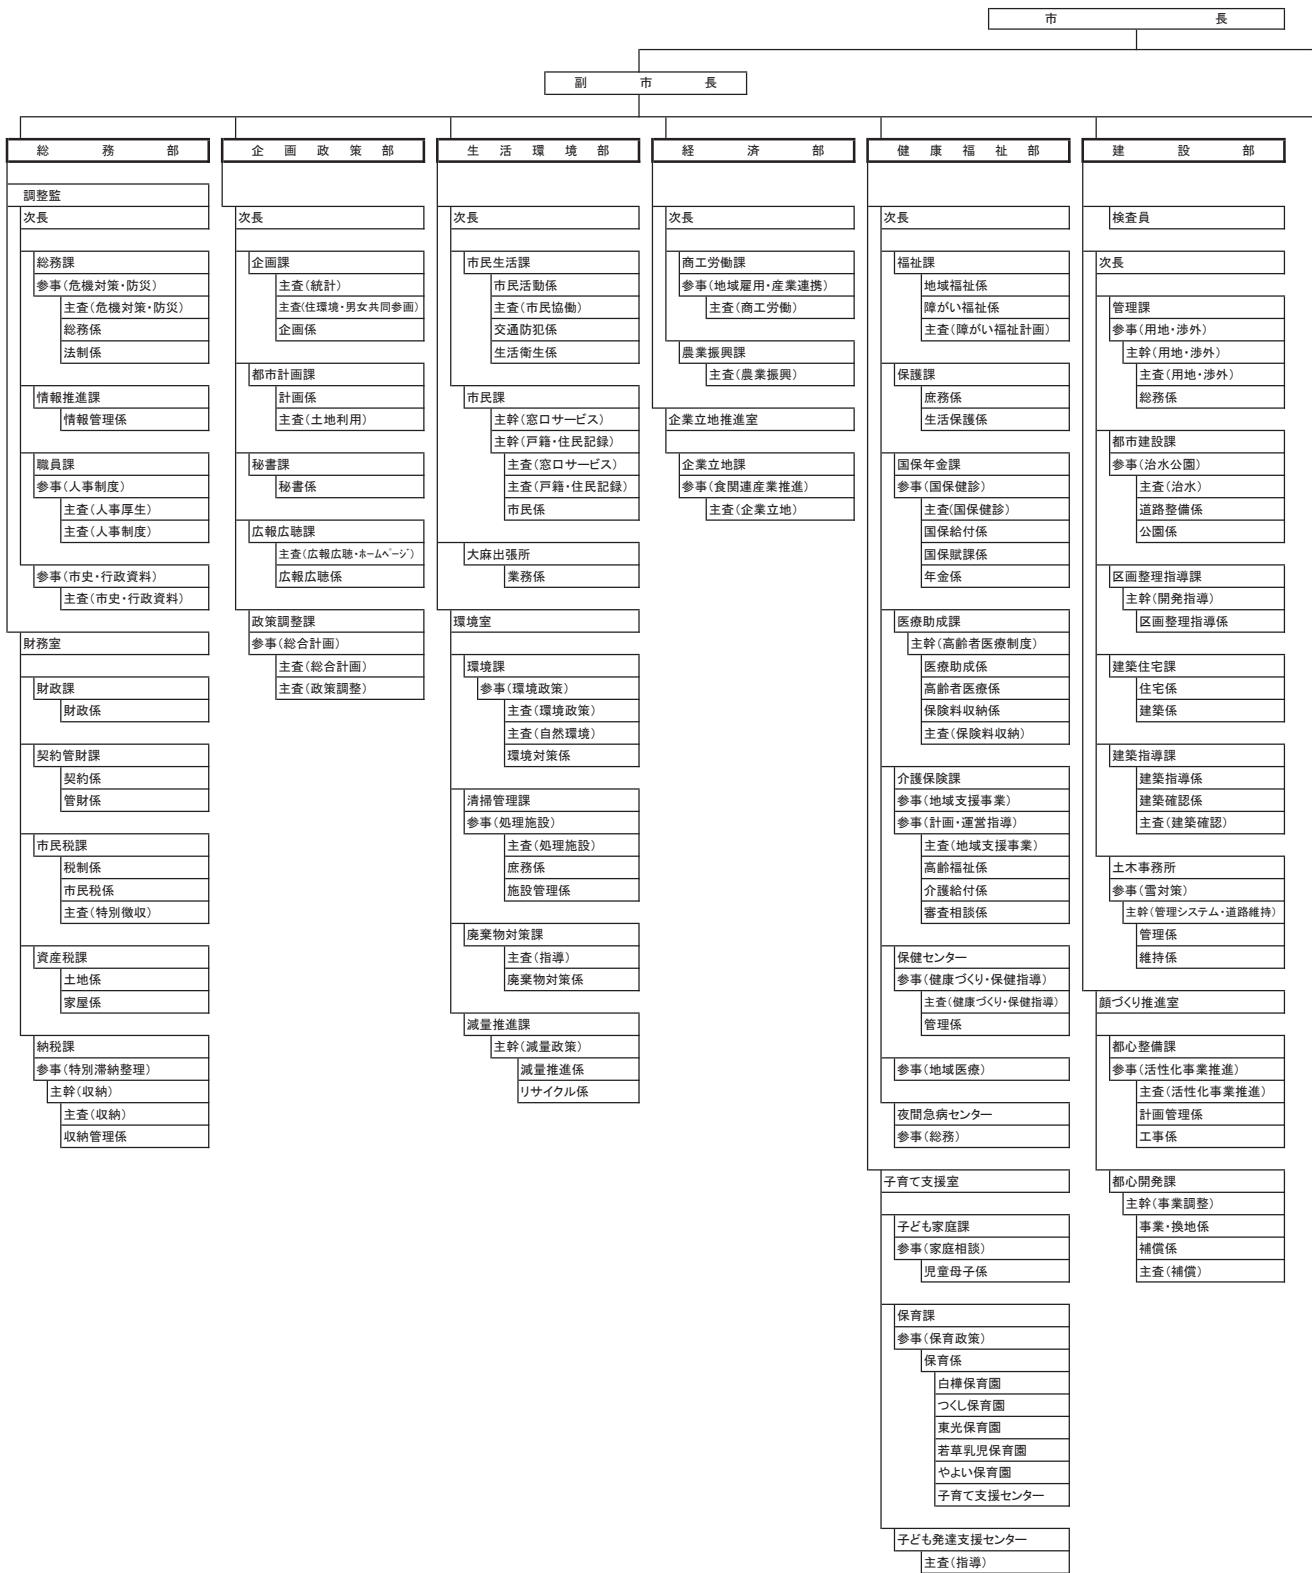 市長
副市長
総務部
調整監
次長
総務課
参事(危機対策・防災)
主査(危機対策・防災)
総務係
法制係
情報推進課
情報管理係
職員課
参事(人事制度)
主査(人事厚生)
主査(人事制度)
参事(市史・行政資料)
主査(市史・行政資料)
財務室
財政課
財政係
契約管財課
契約係
管財係
市民税課
税制係
市民税係
主査(特別徴収)
資産税課
土地係
家屋係
納税課
参事(特別滞納整理)
主幹(収納)
主査(収納)
収納管理係
企画政策部
次長
企画課
主査(統計)
主査(住環境・男女共同参画)
企画係
都市計画課
計画係
主査(土地利用)
秘書課
秘書係
広報広聴課
主査(広報広聴・ホームページ)
広報広聴係
政策調整課
参事(総合計画)
主査(総合計画)
主査(政策調整)
生活環境部
次長
市民生活課
市民活動係
主査(市民協働)
交通防犯係
生活衛生係
市民課
主幹(窓口サービス)
主幹(戸籍・住民記録)
主査(窓口サービス)
主査(戸籍・住民記録)
市民係
大麻出張所
業務係
環境室
環境課
参事(環境政策)
主査(環境政策)
主査(自然環境)
環境対策係
清掃管理課
参事(処理施設)
主査(処理施設)
庶務係
施設管理係
廃棄物対策課
主査(指導)
廃棄物対策係
減量推進課
主幹(減量政策)
減量推進係
リサイクル係
経済部
次長
商工労働課
参事(地域雇用・産業連携)
主査(商工労働)
農業振興課
主査(農業振興)
企業立地推進室
企業立地課
参事(食関連産業推進)
主査(企業立地)
健康福祉部
次長
福祉課
地域福祉係
障がい福祉係
主査(障がい福祉計画)
保護課
庶務係
生活保護係
国保年金課
参事(国保健診)
主査(国保健診)
国保給付係
国保賦課係
年金係
医療助成課
主幹(高齢者医療制度)
医療助成係
高齢者医療係
保険料収納係
主査(保険料収納)
介護保険課
参事(地域支援事業)
参事(計画・運営指導)
主査(地域支援事業)
高齢福祉係
介護給付係
審査相談係
保健センター
参事(健康づくり・保健指導)
主査(健康づくり・保健指導)
管理係
参事(地域医療)
夜間急病センター
参事(総務)
子育て支援室
子ども家庭課
参事(家庭相談)
児童母子係
保育課
参事(保育政策)
保育係
白樺保育園
つくし保育園
東光保育園
若草乳児保育園
やよい保育園
子育て支援センター
子ども発達支援センター
主査(指導)
建設部
検査員
次長
管理課
参事(用地・渉外)
主幹(用地・渉外)
主査(用地・渉外)
総務係
都市建設課
参事(治水公園)
主査(治水)
道路整備係
公園係
区画整理指導課
主幹(開発指導)
区画整理指導係
建築住宅課
住宅係
建築係
建築指導課
建築指導係
建築確認係
主査(建築確認)
土木事務所
参事(雪対策)
主幹(管理システム・道路維持)
管理係
維持係
顔づくり推進室
都心整備課
参事(活性化事業推進)
主査(活性化事業推進)
計画管理係
工事係
都心開発課
主幹(事業調整)
事業・換地係
補償係
主査(補償)